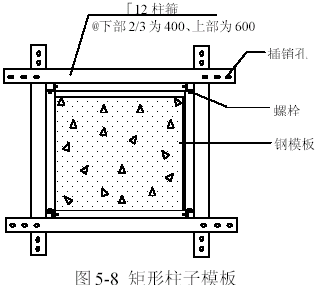 「12 柱箍
@下部 2/3 为 400、上部为 600
插销孔
螺栓
钢模板
图 5-8 矩形柱子模板